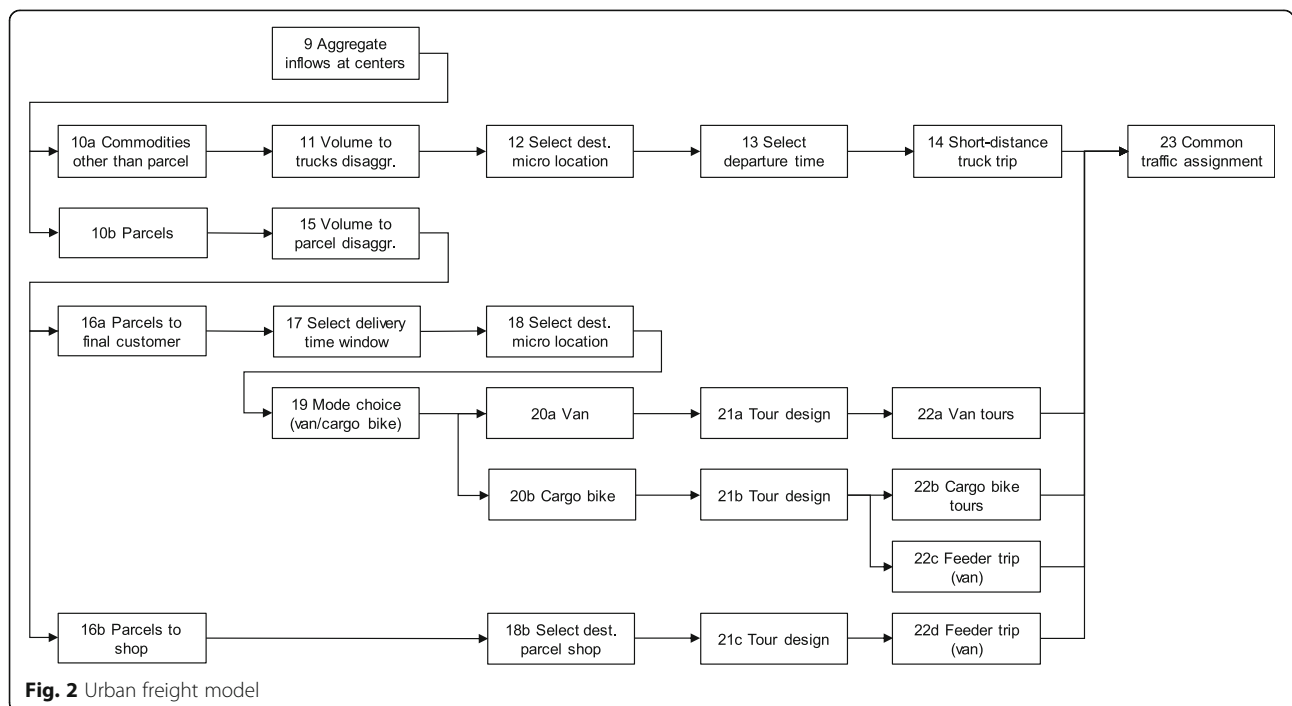 9 Aggregate
inflows at centers
10a Commodities
other than parcel
11 Volume to
trucks disaggr.
12 Select dest.
micro location
13 Select
departure time
14 Short-distance
truck trip
23 Common
traffic assignment
10b Parcels
15 Volume to
parcel disaggr.
16a Parcels to
final customer
17 Select delivery
time window
18 Select dest.
micro location
19 Mode choice
(van/cargo bike)
20a Van
21a Tour design
22a Van tours
20b Cargo bike
21b Tour design
22b Cargo bike
tours
22c Feeder trip
(van)
16b Parcels to
shop
18b Select dest.
parcel shop
21c Tour design
22d Feeder trip
(van)
Fig. 2 Urban freight model